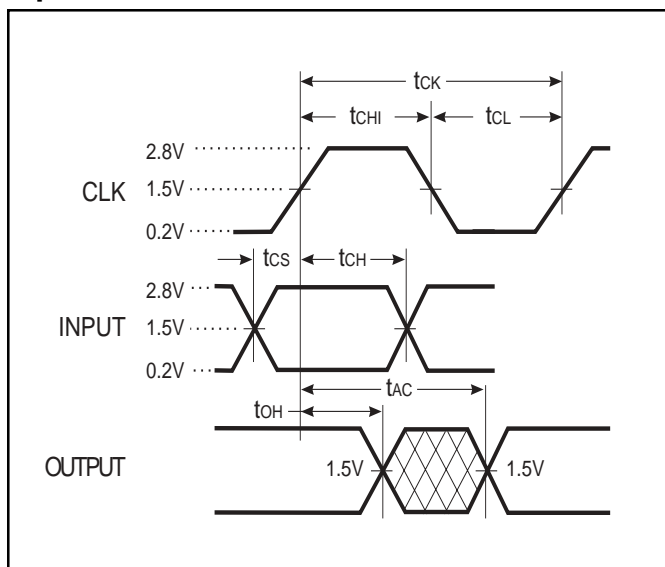 tCK
tCHI tCL
2.8V
CLK 1.5V
0.2V
tCS tCH
2.8V
INPUT 1.5V
0.2V
tAC
tOH
OUTPUT 1.5V 1.5V